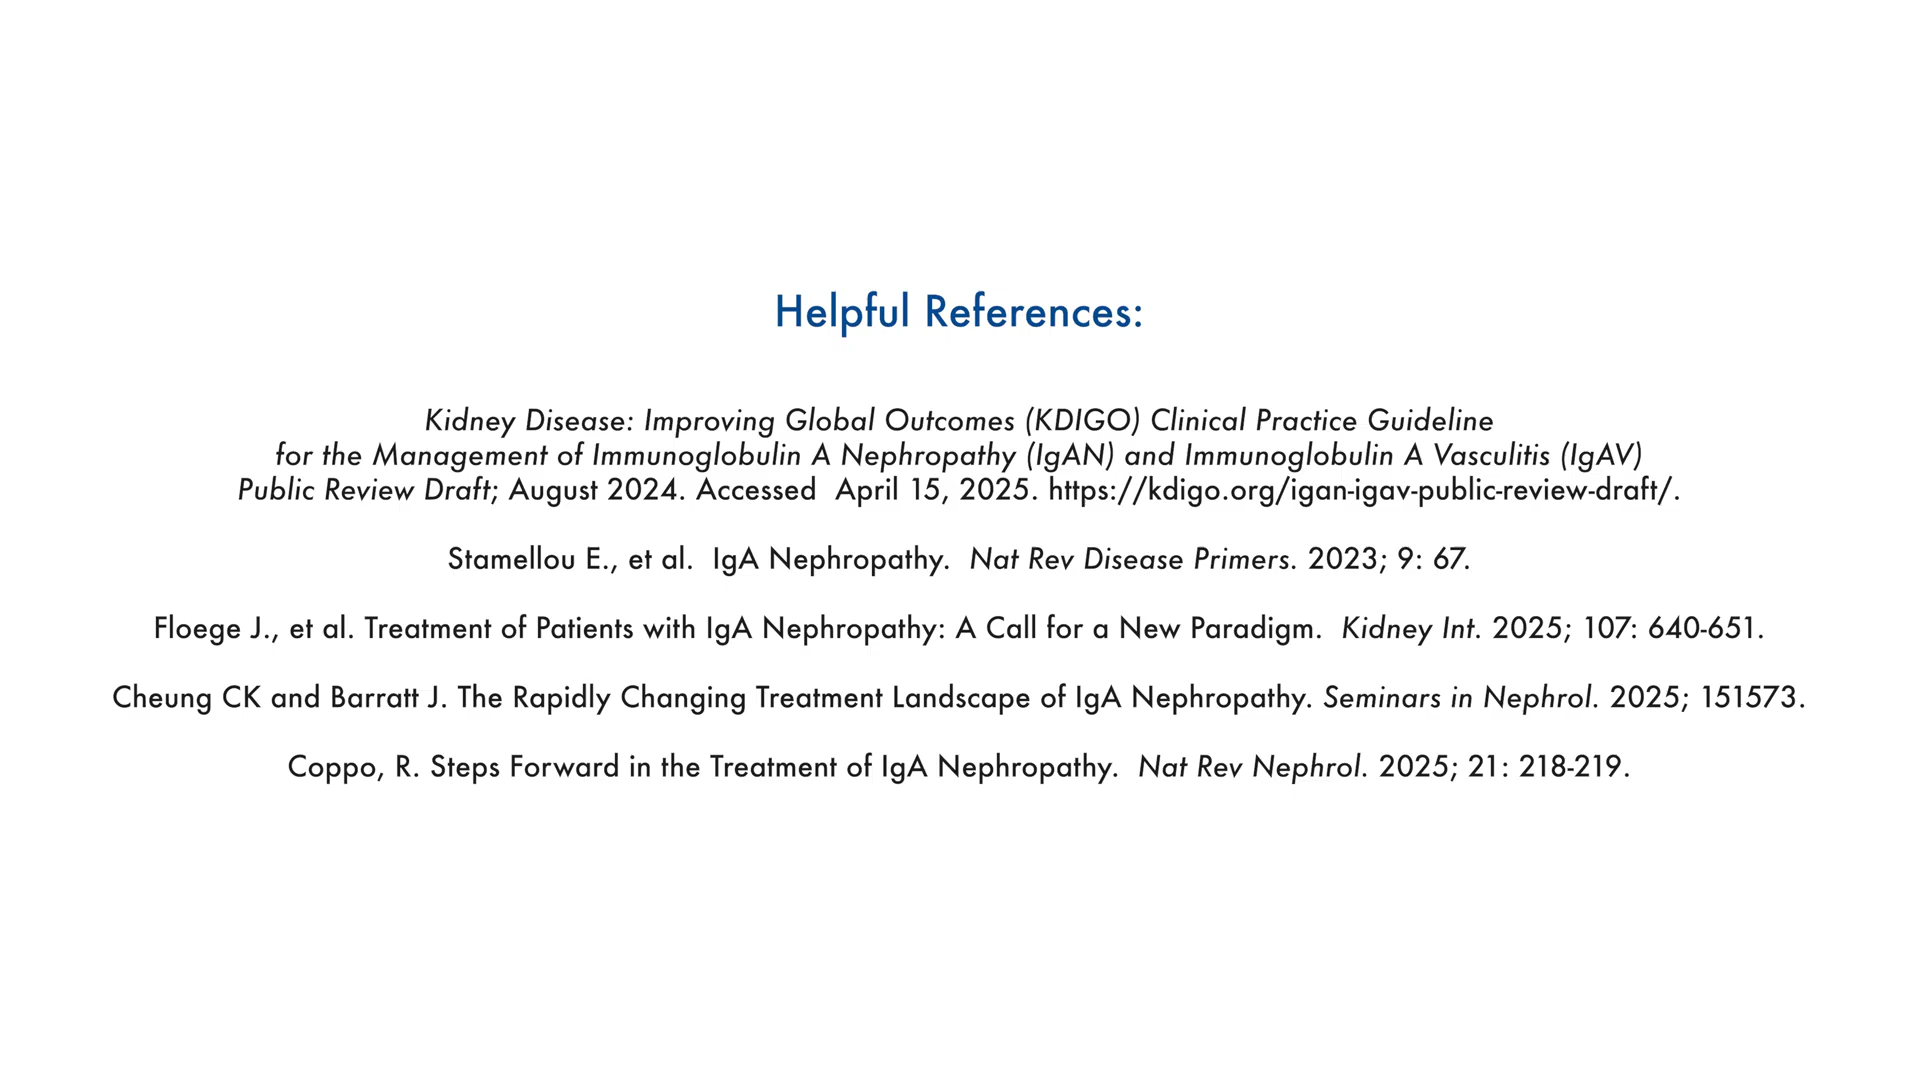 Helpful References:
Kidney Disease: Improving Global Outcomes (KDIGO) Clinical Practice Guideline
for the Management of Immunoglobulin A Nephropathy (IgAN) and Immunoglobulin A Vasculitis (IgAV)
Public Review Draft; August 2024. Accessed  April 15, 2025. https://kdigo.org/igan-igav-public-review-draft/.
Stamellou E., et al.  IgA Nephropathy.  Nat Rev Disease Primers. 2023; 9: 67.
Floege J., et al. Treatment of Patients with IgA Nephropathy: A Call for a New Paradigm.  Kidney Int. 2025; 107: 640-651.
Cheung CK and Barratt J. The Rapidly Changing Treatment Landscape of IgA Nephropathy. Seminars in Nephrol. 2025; 151573.
Coppo, R. Steps Forward in the Treatment of IgA Nephropathy.  Nat Rev Nephrol. 2025; 21: 218-219.